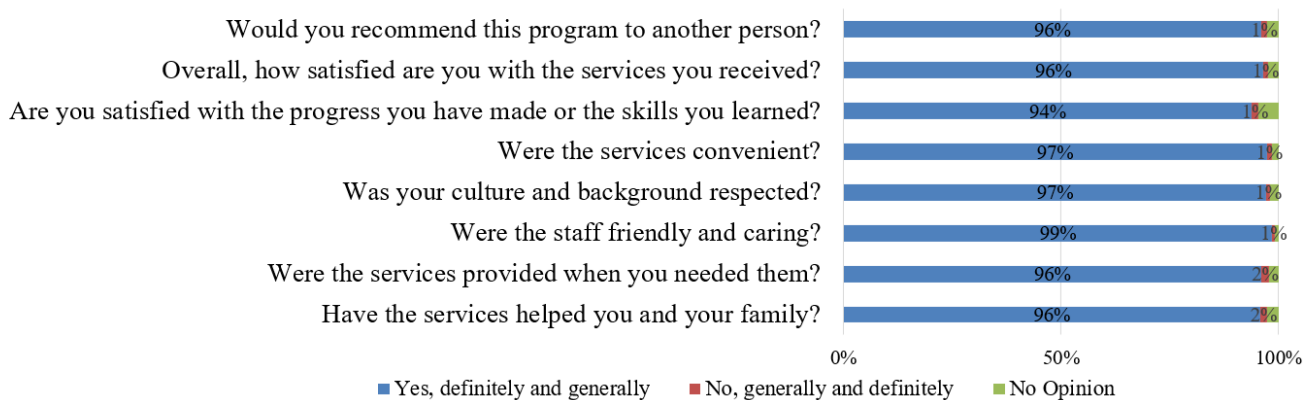 Would you recommend this program to another person? 96% 1%
Overall, how satisfied are you with the services you received? 96% 1%
Are you satisfied with the progress you have made or the skills you learned? 94% 1%
Were the services convenient? 97% 1%
Was your culture and background respected? 97% 1%
Were the staff friendly and caring? 99% 1%
Were the services provided when you needed them? 96% 2%
Have the services helped you and your family? 96% 2%
0% 50% 100%
Yes, definitely and generally No, generally and definitely No Opinion